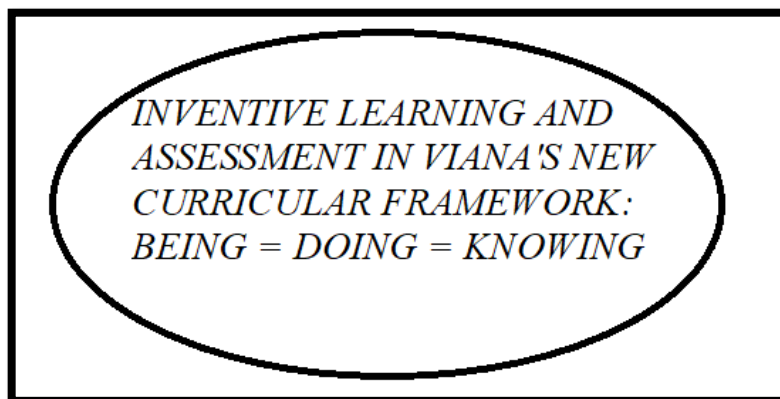 INVENTIVE LEARNING AND
ASSESSMENT IN VIANA'S NEW
CURRICULAR FRAMEWORK:
BEING = DOING = KNOWING